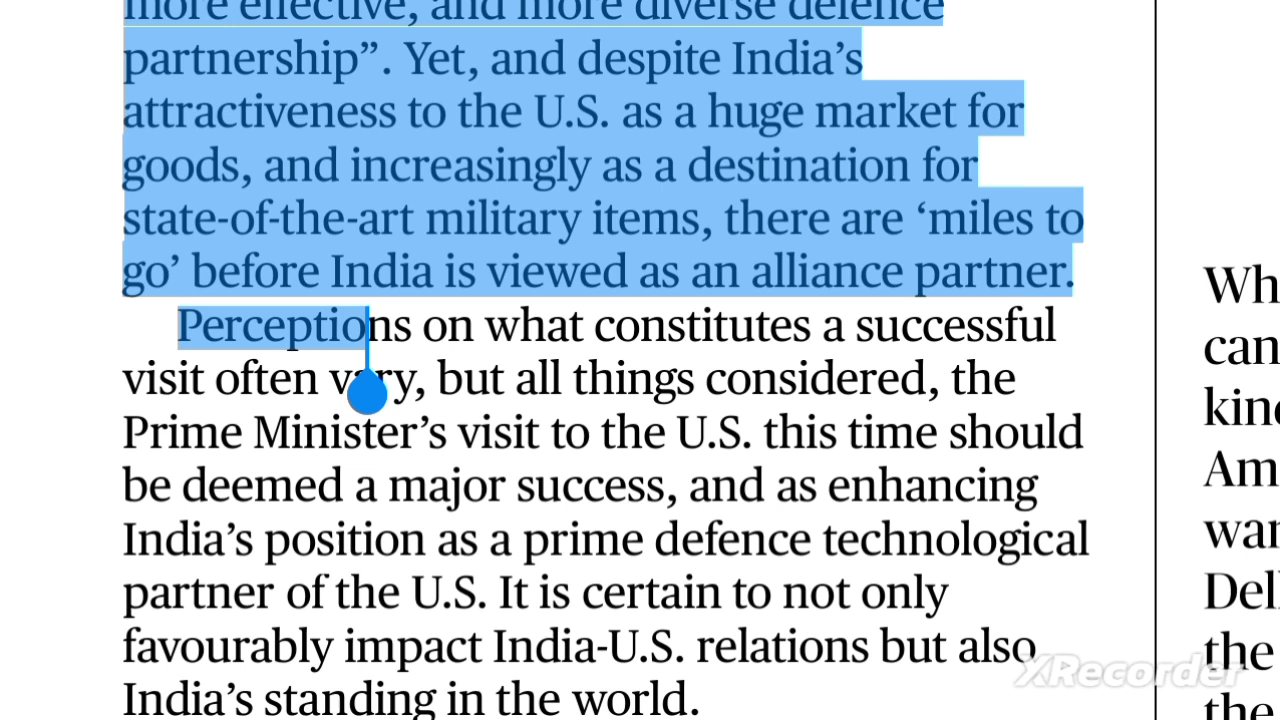 more effective, and more diverse defence
partnership”. Yet, and despite India’s
attractiveness to the U.S. as a huge market for
goods, and increasingly as a destination for
state-of-the-art military items, there are ‘miles to
go’ before India is viewed as an alliance partner.
Perceptions on what constitutes a successful
visit often vary, but all things considered, the
Prime Minister’s visit to the U.S. this time should
be deemed a major success, and as enhancing
India’s position as a prime defence technological
partner of the U.S. It is certain to not only
favourably impact India-U.S. relations but also
India’s standing in the world.
Wh
can
kind
Am
war
Dell
the
the
XRecorder